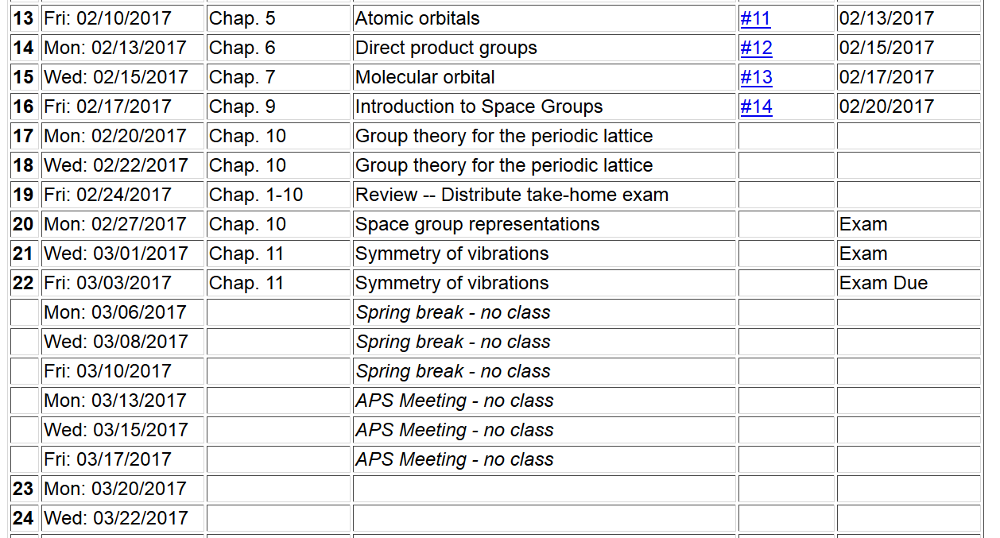 13 Fri: 02/10/2017 Chap. 5 Atomic orbitals #11 02/13/2017
14 Mon: 02/13/2017 Chap. 6 Direct product groups #12 02/15/2017
15 Wed: 02/15/2017 Chap. 7 Molecular orbital #13 02/17/2017
16 Fri: 02/17/2017 Chap. 9 Introduction to Space Groups #14 02/20/2017
17 Mon: 02/20/2017 Chap. 10 Group theory for the periodic lattice
18 Wed: 02/22/2017 Chap. 10 Group theory for the periodic lattice
19 Fri: 02/24/2017 Chap. 1-10 Review -- Distribute take-home exam
20 Mon: 02/27/2017 Chap. 10 Space group representations Exam
21 Wed: 03/01/2017 Chap. 11 Symmetry of vibrations Exam
22 Fri: 03/03/2017 Chap. 11 Symmetry of vibrations Exam Due
Mon: 03/06/2017 Spring break - no class
Wed: 03/08/2017 Spring break - no class
Fri: 03/10/2017 Spring break - no class
Mon: 03/13/2017 APS Meeting - no class
Wed: 03/15/2017 APS Meeting - no class
Fri: 03/17/2017 APS Meeting - no class
23 Mon: 03/20/2017
24 Wed: 03/22/2017